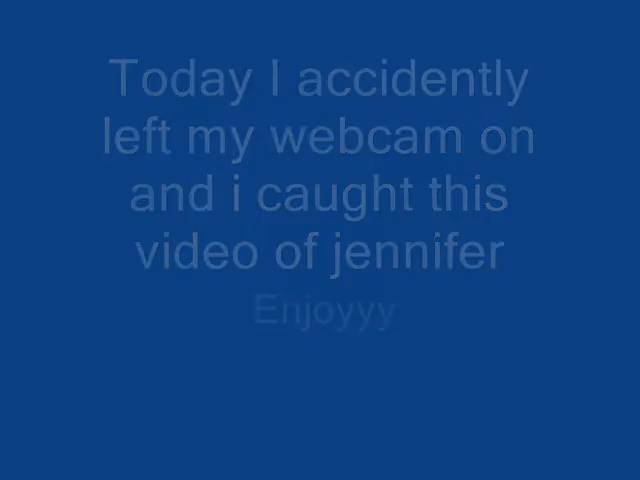 Today I accidently
left my webcam on
and i caught this
video of jennifer
Enjoyyy